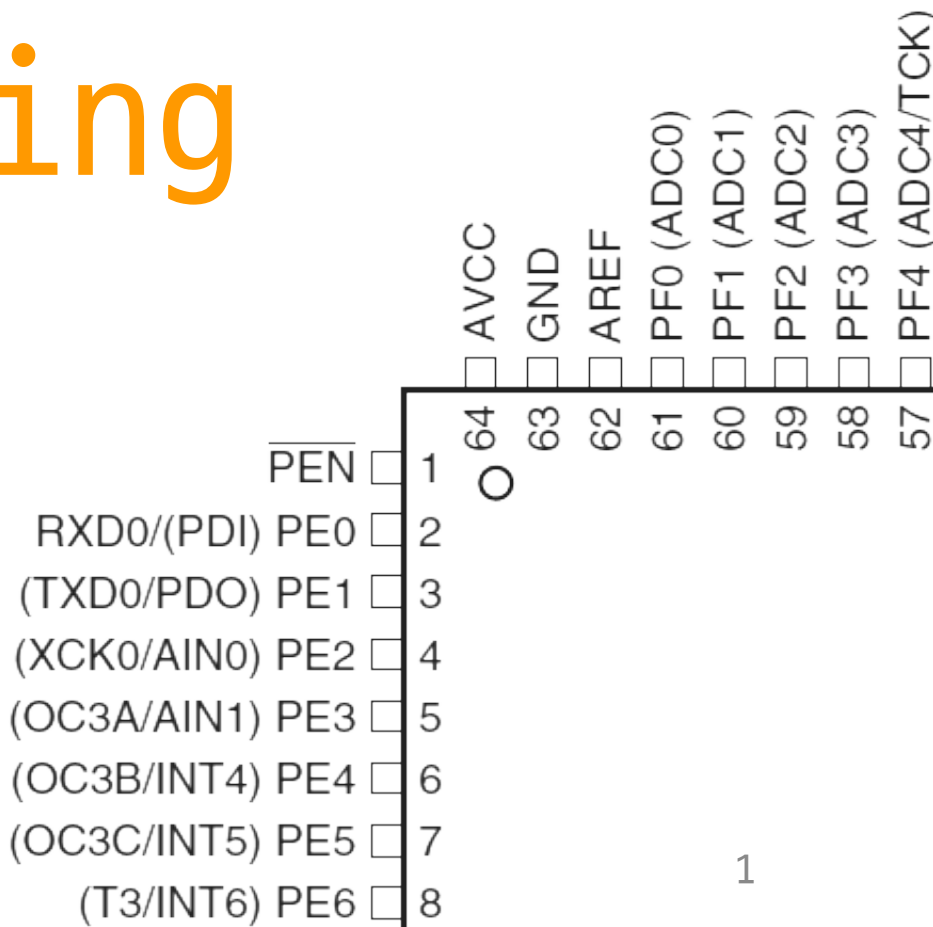 ing
AVCC
GND
AREF
PF0 (ADC0)
PF1 (ADC1)
PF2 (ADC2)
PF3 (ADC3)
PF4 (ADC4/TCK)
64
63
62
61
60
59
58
57
PEN 1
RXD0/(PDI) PE0 2
(TXD0/PDO) PE1 3
(XCK0/AIN0) PE2 4
(OC3A/AIN1) PE3 5
(OC3B/INT4) PE4 6
(OC3C/INT5) PE5 7
(T3/INT6) PE6 8
1